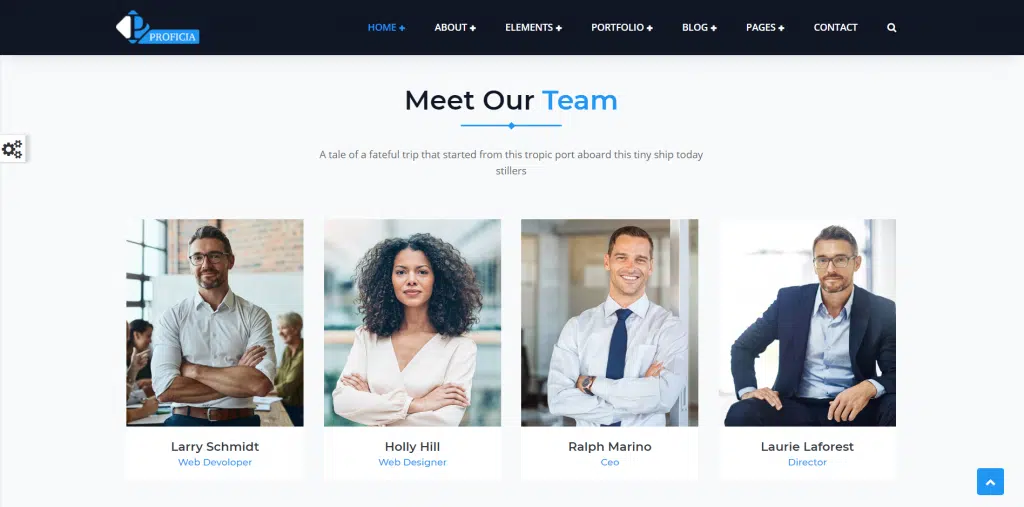 PROFICIA
HOME + ABOUT + ELEMENTS + PORTFOLIO + BLOG + PAGES + CONTACT
Meet Our Team
A tale of a fateful trip that started from this tropic port aboard this tiny ship today
stillers
Larry Schmidt
Web Devoloper
Holly Hill
Web Designer
Ralph Marino
Ceo
Laurie Laforest
Director